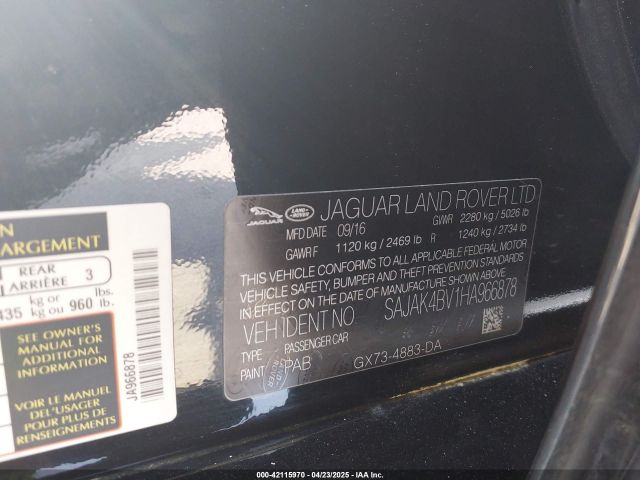 JAGUAR
LAND ROVER
JAGUAR LAND ROVER LTD
MFD DATE 09/16 GVWR 2280 kg / 5026 lb
GAWR F 1120 kg / 2469 lb R 1240 kg / 2734 lb
THIS VEHICLE CONFORMS TO ALL APPLICABLE FEDERAL MOTOR
VEHICLE SAFETY, BUMPER AND THEFT PREVENTION STANDARDS
IN EFFECT ON THE DATE OF MANUFACTURE SHOWN ABOVE.
VEH IDENT NO SAJAK4BV1HA966878
TYPE: PASSENGER CAR
PAINT: PAB GX73-4883-DA
ARGEMENT
REAR 3
ARRIÈRE
435 kg or kg ou 960 lb. lbs.
SEE OWNER'S
MANUAL FOR
ADDITIONAL
INFORMATION
VOIR LE MANUEL
DE L'USAGER
POUR PLUS DE
RENSEIGNEMENTS
JA966878
000-42115970 - 04/23/2025 - IAAI.COM